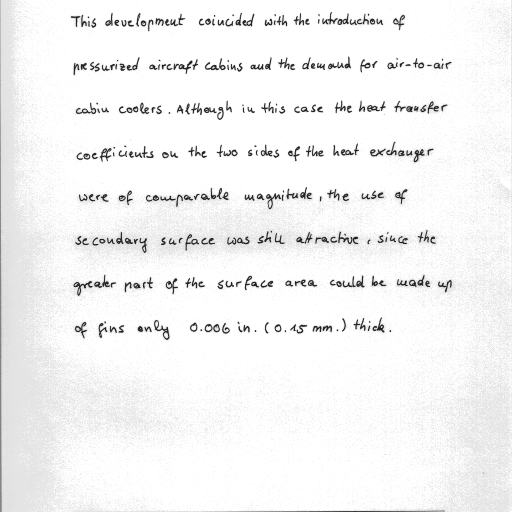 This development coincided with the introduction of
pressurized aircraft cabins and the demand for air-to-air
cabin coolers. Although in this case the heat transfer
coefficients on the two sides of the heat exchanger
were of comparable magnitude, the use of
secondary surface was still attractive, since the
greater part of the surface area could be made up
of fins only 0.006 in. (0.15 mm.) thick.